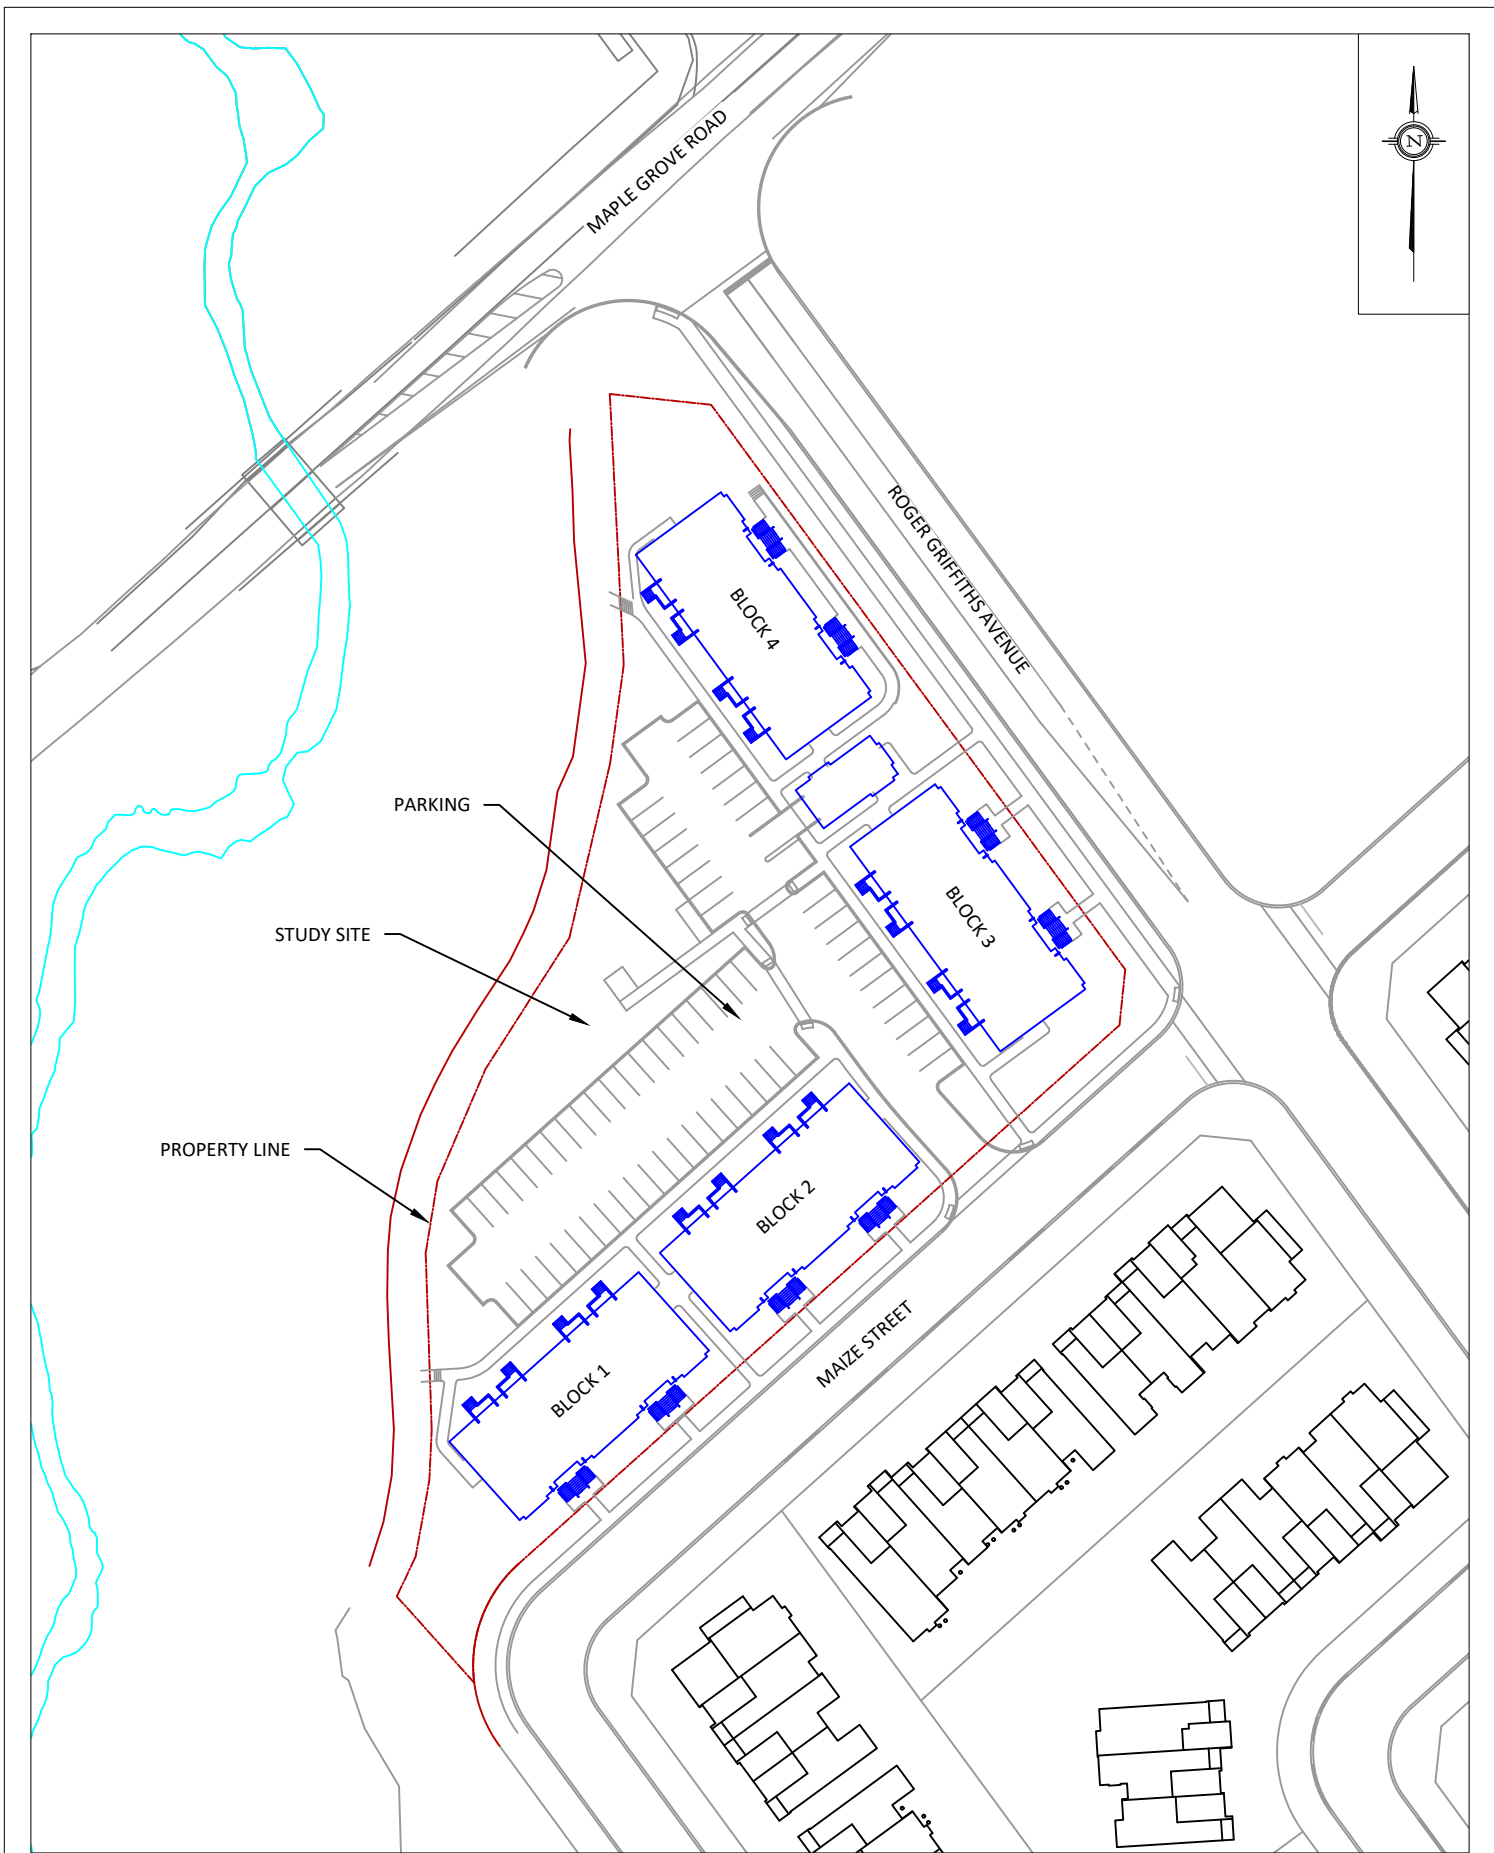 MAPLE GROVE ROAD
N
ROGER GRIFFITHS AVENUE
BLOCK 4
PARKING
BLOCK 3
STUDY SITE
PROPERTY LINE
BLOCK 2
MAIZE STREET
BLOCK 1